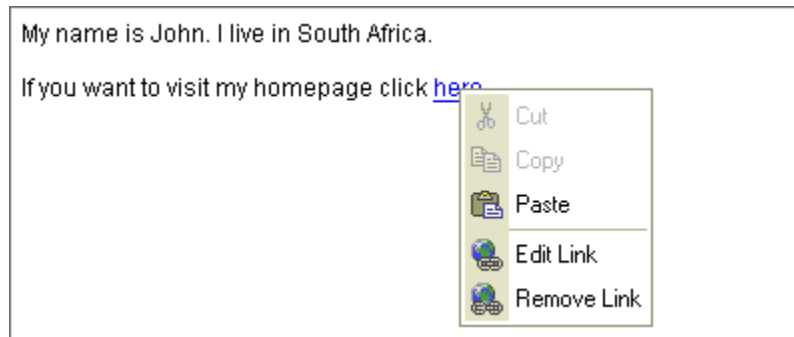 My name is John. I live in South Africa.
If you want to visit my homepage click here
Cut
Copy
Paste
Edit Link
Remove Link